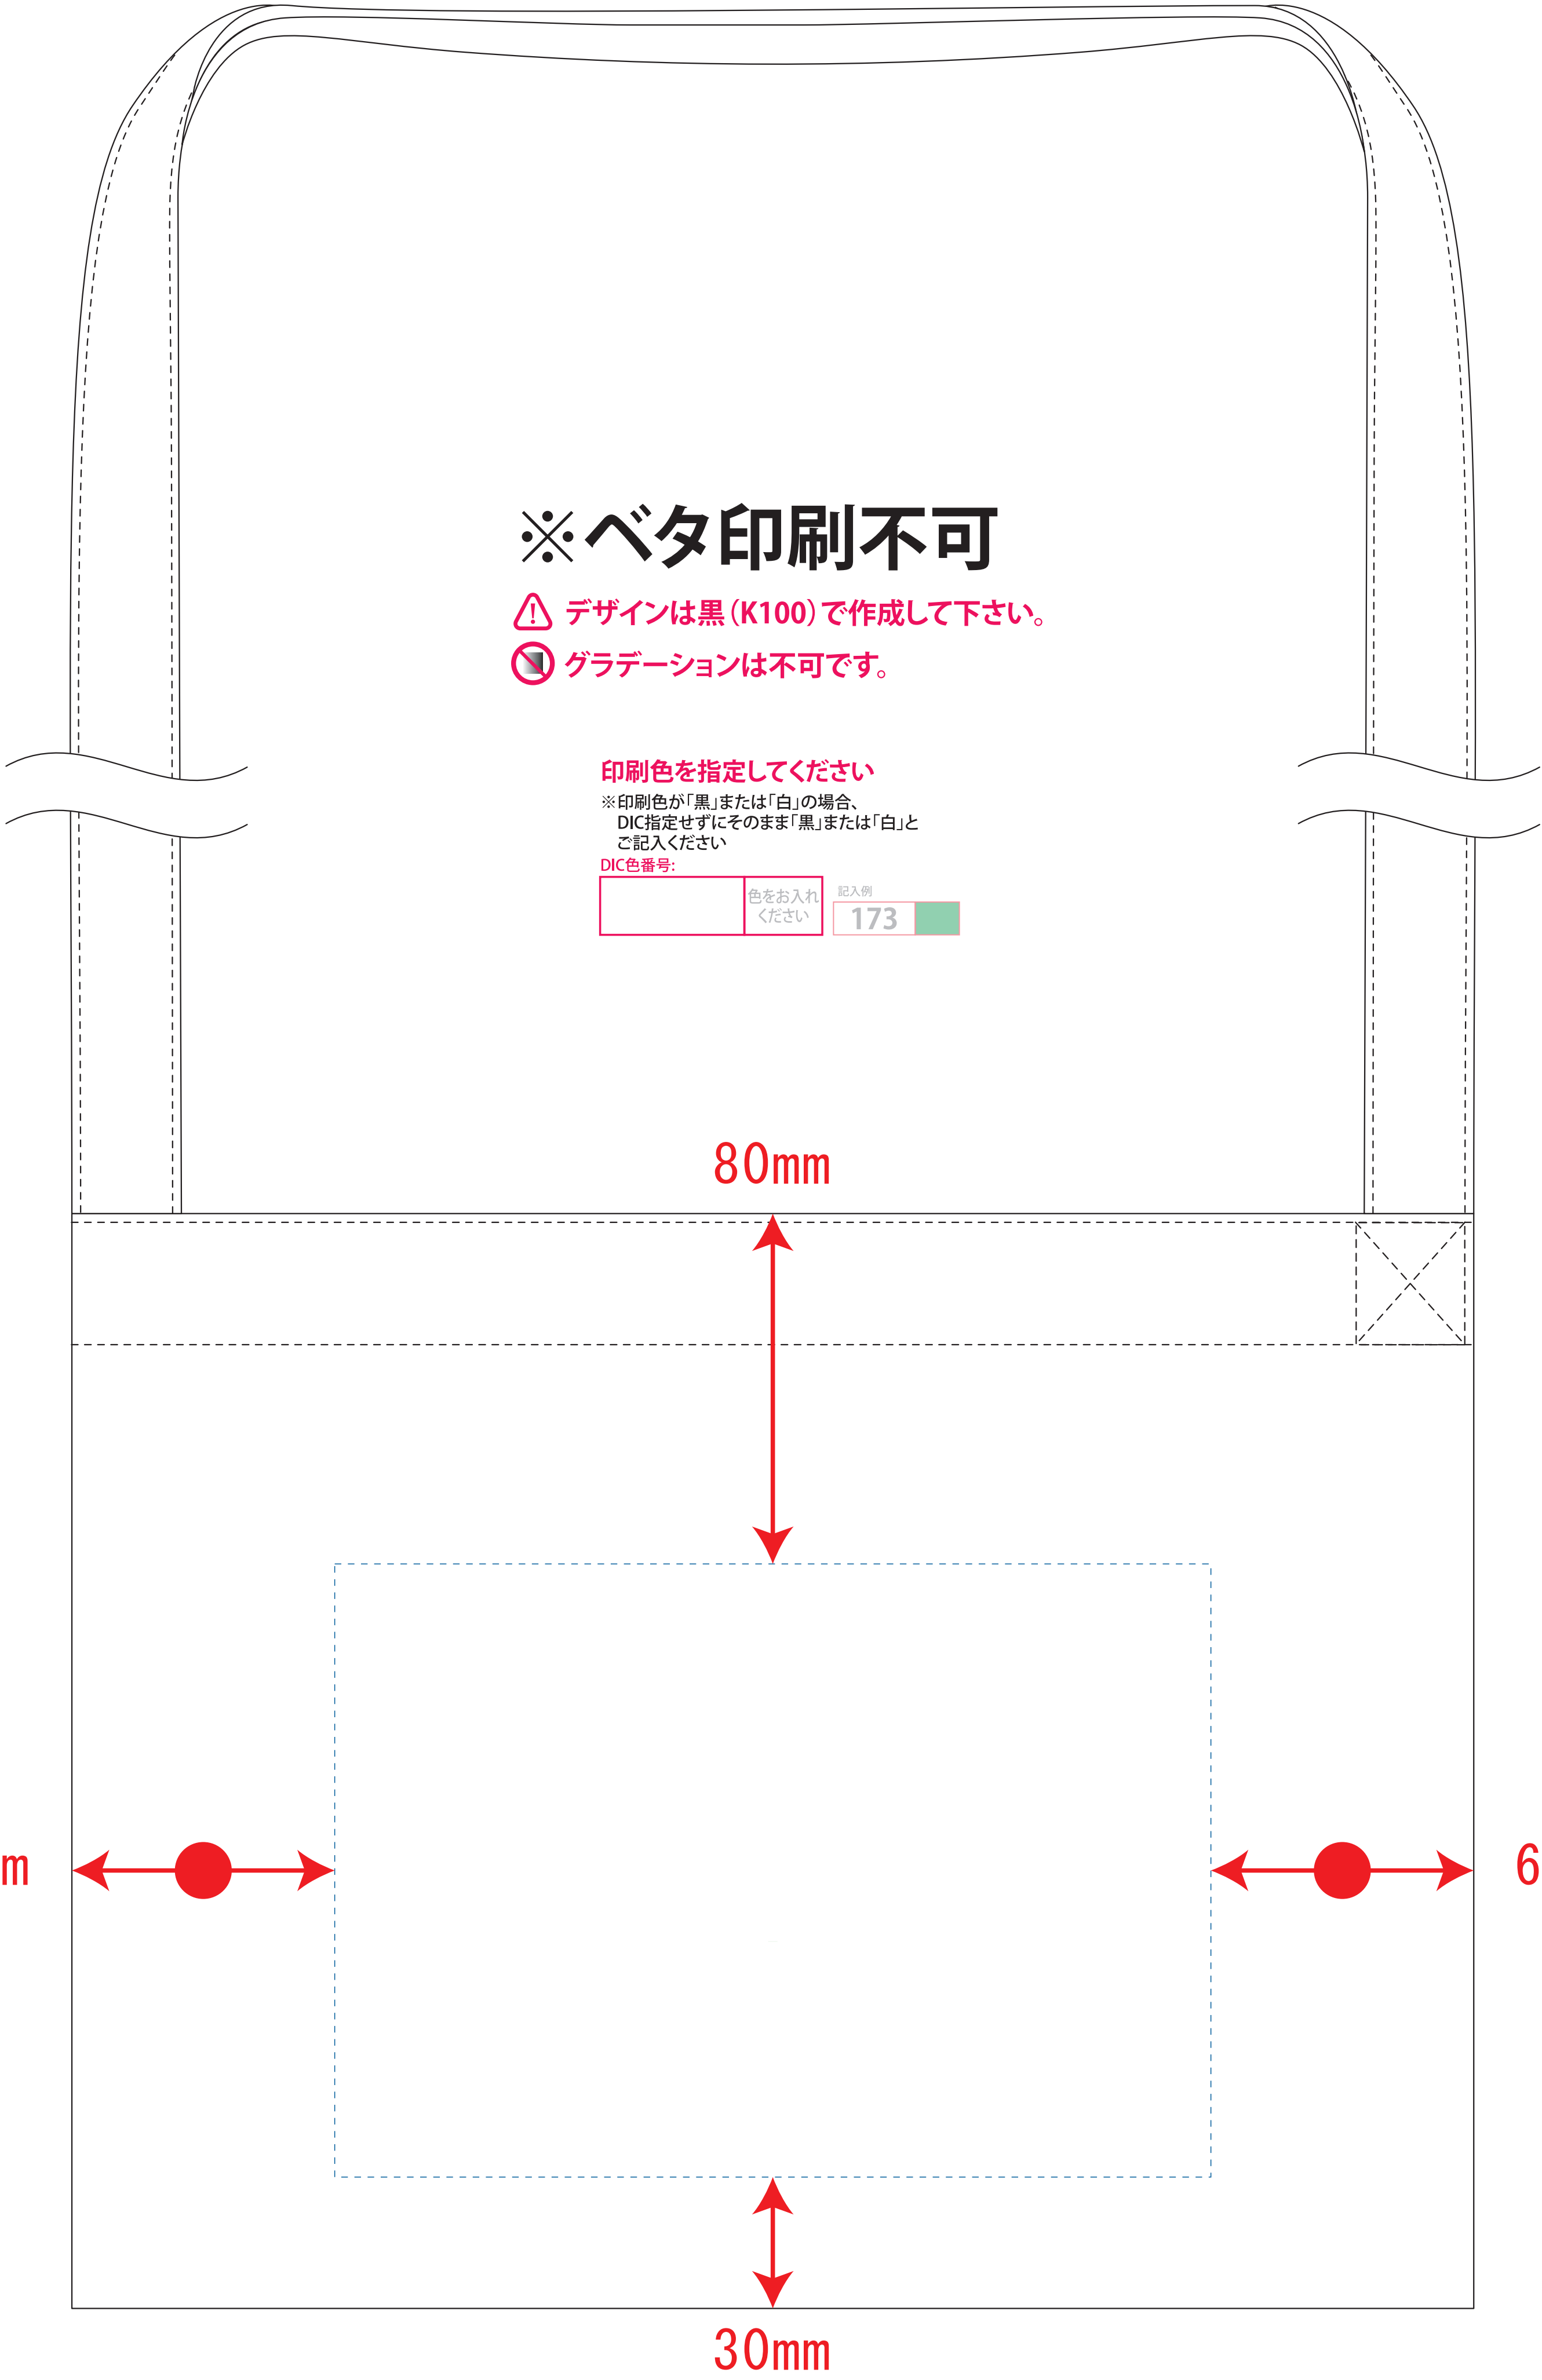 ※ベタ印刷不可
デザインは黒（K100）で作成して下さい。
グラデーションは不可です。
印刷色を指定してください
※印刷色が「黒」または「白」の場合、
DIC指定せずにそのまま「黒」または「白」と
ご記入ください
DIC色番号:
色をお入れ
ください
記入例
173
80mm
m
6
30mm